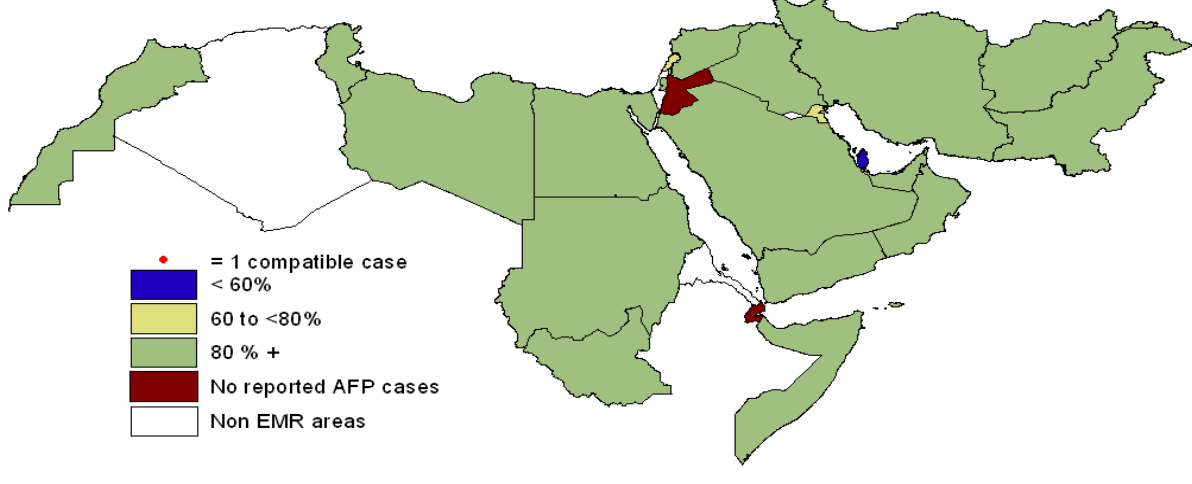 = 1 compatible case
< 60%
60 to <80%
80 % +
No reported AFP cases
Non EMR areas